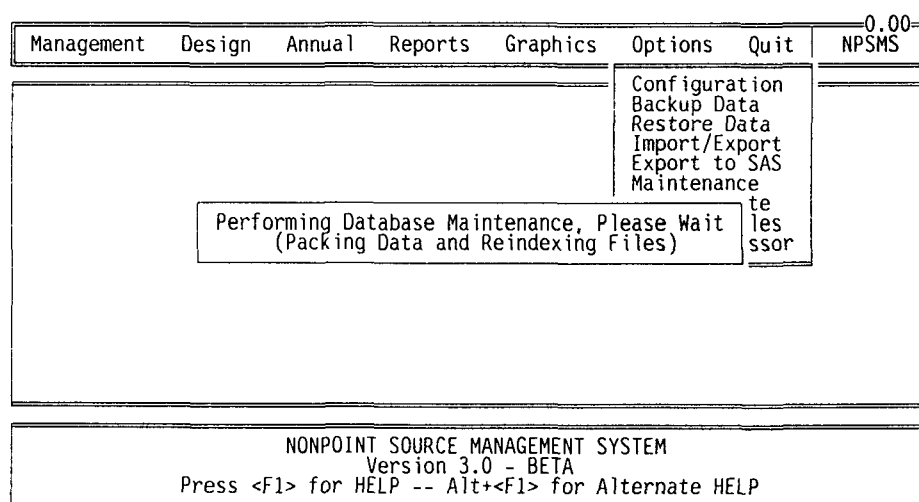 0.00
Management Design Annual Reports Graphics Options Quit NPSMS
Configuration
Backup Data
Restore Data
Import/Export
Export to SAS
Maintenance
te
Performing Database Maintenance, Please Wait les
(Packing Data and Reindexing Files) ssor
NONPOINT SOURCE MANAGEMENT SYSTEM
Version 3.0 - BETA
Press <F1> for HELP -- Alt+<F1> for Alternate HELP